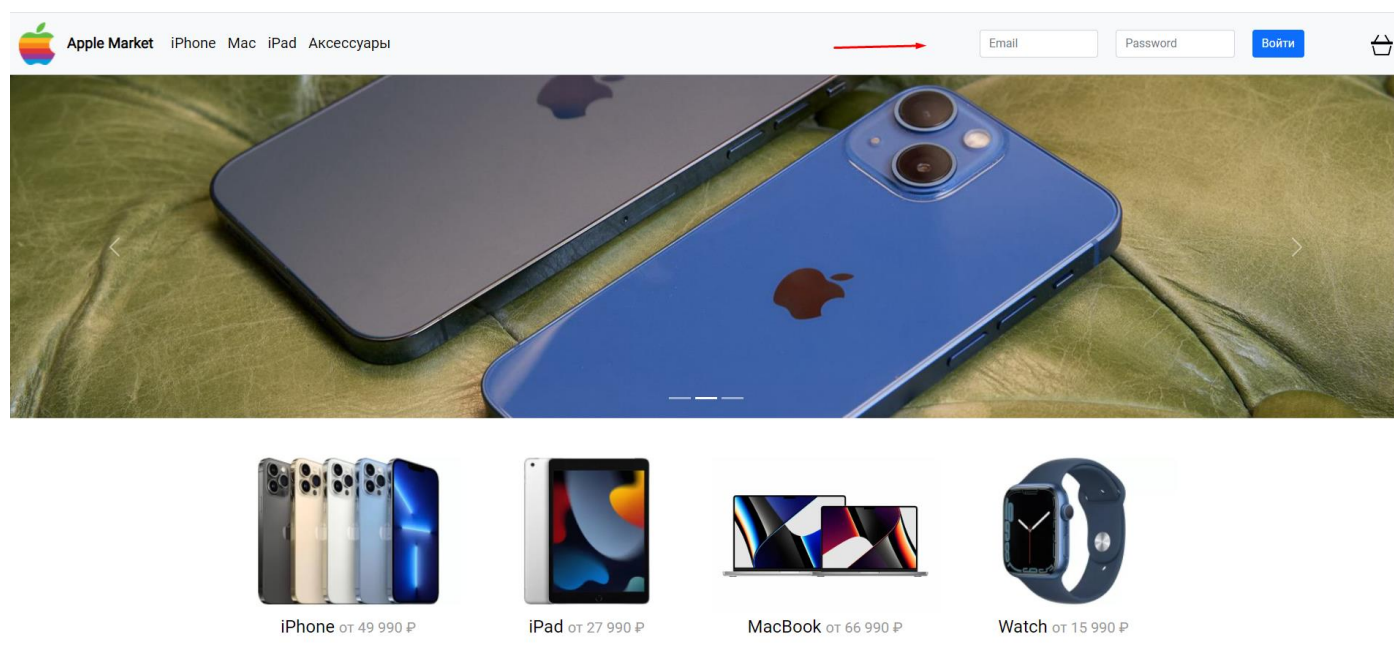 Apple Market iPhone Mac iPad Аксессуары Email Password Войти
iPhone от 49 990 ₽
iPad от 27 990 ₽
MacBook от 66 990 ₽
Watch от 15 990 ₽